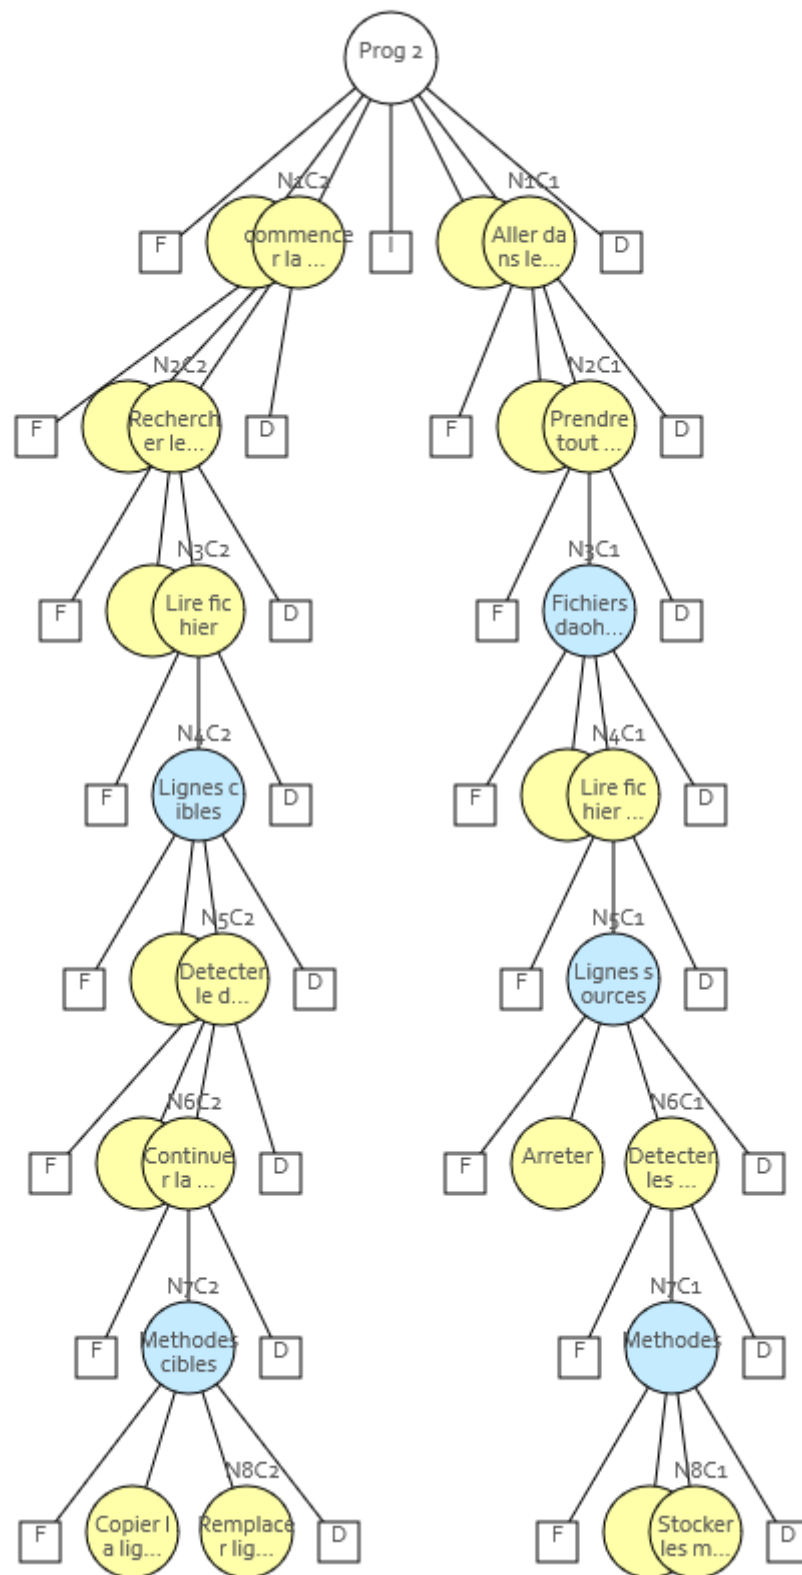 Prog 2
N1C2
N1C1
F
commence
r la ...
I
Aller da
ns le...
D
N2C2
N2C1
F
Recherch
er le...
D
F
Prendre
tout ...
D
N3C2
N3C1
F
Lire fic
hier
D
F
Fichiers
daoh...
D
N4C2
N4C1
F
Lignes c
ibles
D
F
Lire fic
hier ...
D
N5C2
N5C1
F
Detecter
le d...
D
F
Lignes s
ources
D
N6C2
N6C1
F
Continue
r la ...
D
F
Arreter
Detecter
les ...
D
N7C2
N7C1
F
Methodes
cibles
D
F
Methodes
D
N8C2
N8C1
F
Copier l
a lig...
Remplace
r lig...
D
F
Stocker
les m...
D